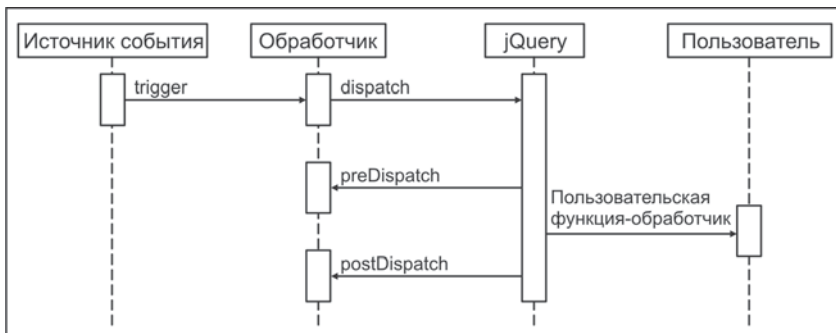 Источник события
Обработчик
jQuery
Пользователь
trigger
dispatch
preDispatch
Пользовательская
функция-обработчик
postDispatch